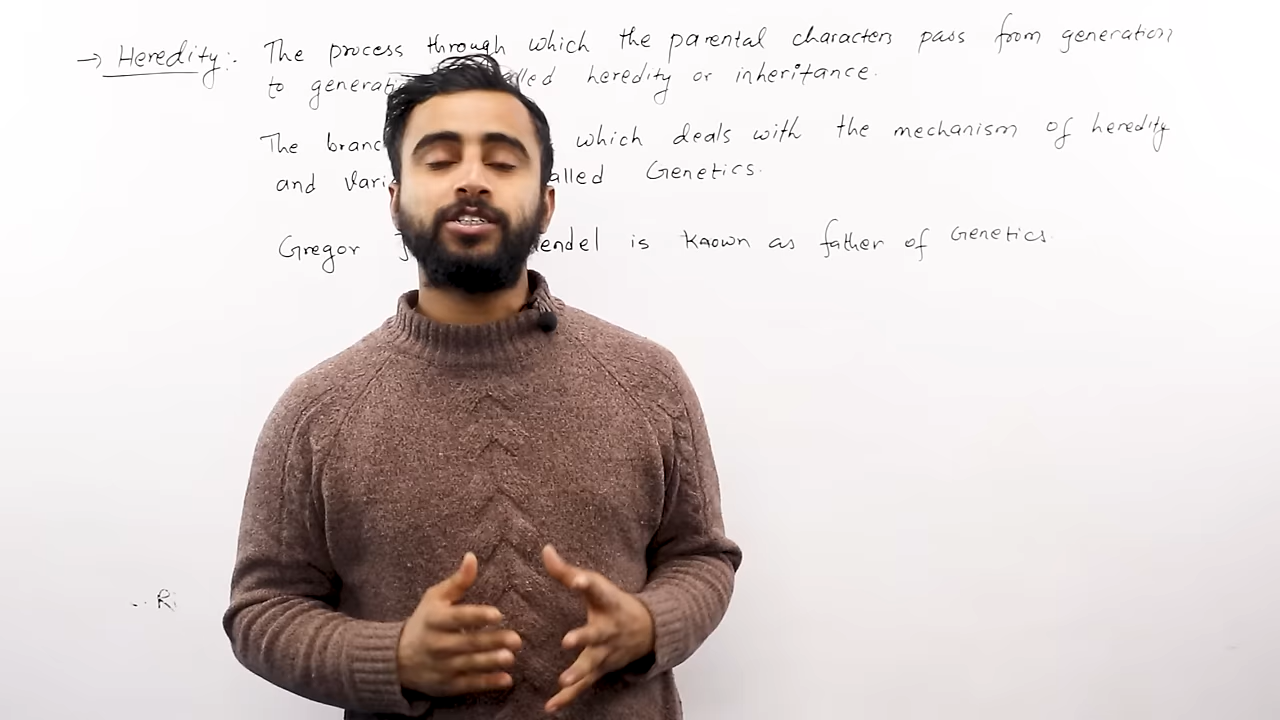 → Heredity:- The process through which the parental characters pass from generation
to generati lled heredity or inheritance.
The branc which deals with the mechanism of heredity
and vari alled Genetics.
Gregor J endel is known as father of Genetics.
R